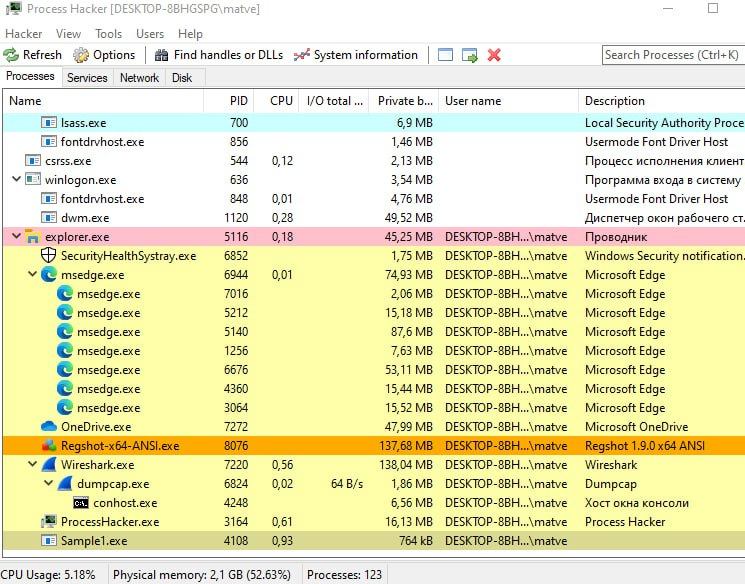 Process Hacker [DESKTOP-8BHGSPG\matve]
Hacker View Tools Users Help
Refresh Options Find handles or DLLs System information Search Processes (Ctrl+K)
Processes Services Network Disk
Name PID CPU I/O total ... Private b... User name Description
lsass.exe 700 6,9 MB Local Security Authority Proce
fontdrvhost.exe 856 1,46 MB Usermode Font Driver Host
csrss.exe 544 0,12 2,13 MB Процесс исполнения клиент
winlogon.exe 636 3,54 MB Программа входа в систему
fontdrvhost.exe 848 0,01 4,76 MB Usermode Font Driver Host
dwm.exe 1120 0,28 49,52 MB Диспетчер окон рабочего ст.
explorer.exe 5116 0,18 45,25 MB DESKTOP-8BH...\matve Проводник
SecurityHealthSystray.exe 6852 1,75 MB DESKTOP-8BH...\matve Windows Security notification.
msedge.exe 6944 0,01 74,93 MB DESKTOP-8BH...\matve Microsoft Edge
msedge.exe 7016 2,06 MB DESKTOP-8BH...\matve Microsoft Edge
msedge.exe 5212 15,18 MB DESKTOP-8BH...\matve Microsoft Edge
msedge.exe 5140 87,6 MB DESKTOP-8BH...\matve Microsoft Edge
msedge.exe 1256 7,63 MB DESKTOP-8BH...\matve Microsoft Edge
msedge.exe 6676 53,11 MB DESKTOP-8BH...\matve Microsoft Edge
msedge.exe 4360 15,44 MB DESKTOP-8BH...\matve Microsoft Edge
msedge.exe 3064 15,52 MB DESKTOP-8BH...\matve Microsoft Edge
OneDrive.exe 7272 47,99 MB DESKTOP-8BH...\matve Microsoft OneDrive
Regshot-x64-ANSI.exe 8076 137,68 MB DESKTOP-8BH...\matve Regshot 1.9.0 x64 ANSI
Wireshark.exe 7220 0,56 138,04 MB DESKTOP-8BH...\matve Wireshark
dumpcap.exe 6824 0,02 64 B/s 1,86 MB DESKTOP-8BH...\matve Dumpcap
conhost.exe 4248 6,56 MB DESKTOP-8BH...\matve Хост окна консоли
ProcessHacker.exe 3164 0,61 16,13 MB DESKTOP-8BH...\matve Process Hacker
Sample1.exe 4108 0,93 764 kB DESKTOP-8BH...\matve
CPU Usage: 5.18% Physical memory: 2,1 GB (52.63%) Processes: 123